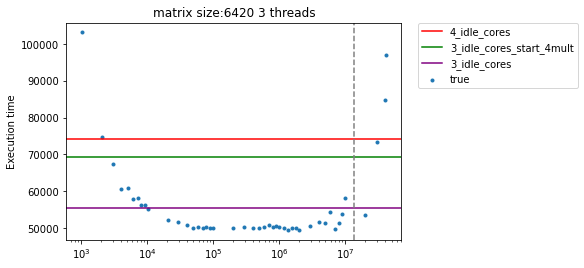 matrix size:6420 3 threads
Execution time
100000
90000
80000
70000
60000
50000
10³
10⁴
10⁵
10⁶
10⁷
4_idle_cores
3_idle_cores_start_4mult
3_idle_cores
true